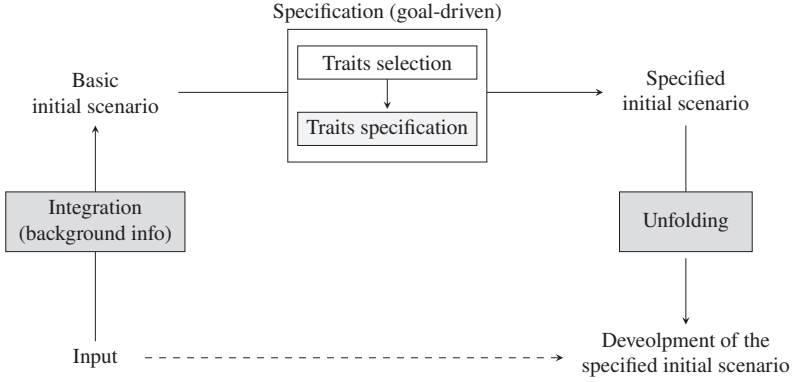 Specification (goal-driven)
Traits selection
Traits specification
Basic
initial scenario
Specified
initial scenario
Integration
(background info)
Unfolding
Input
Deveolpment of the
specified initial scenario